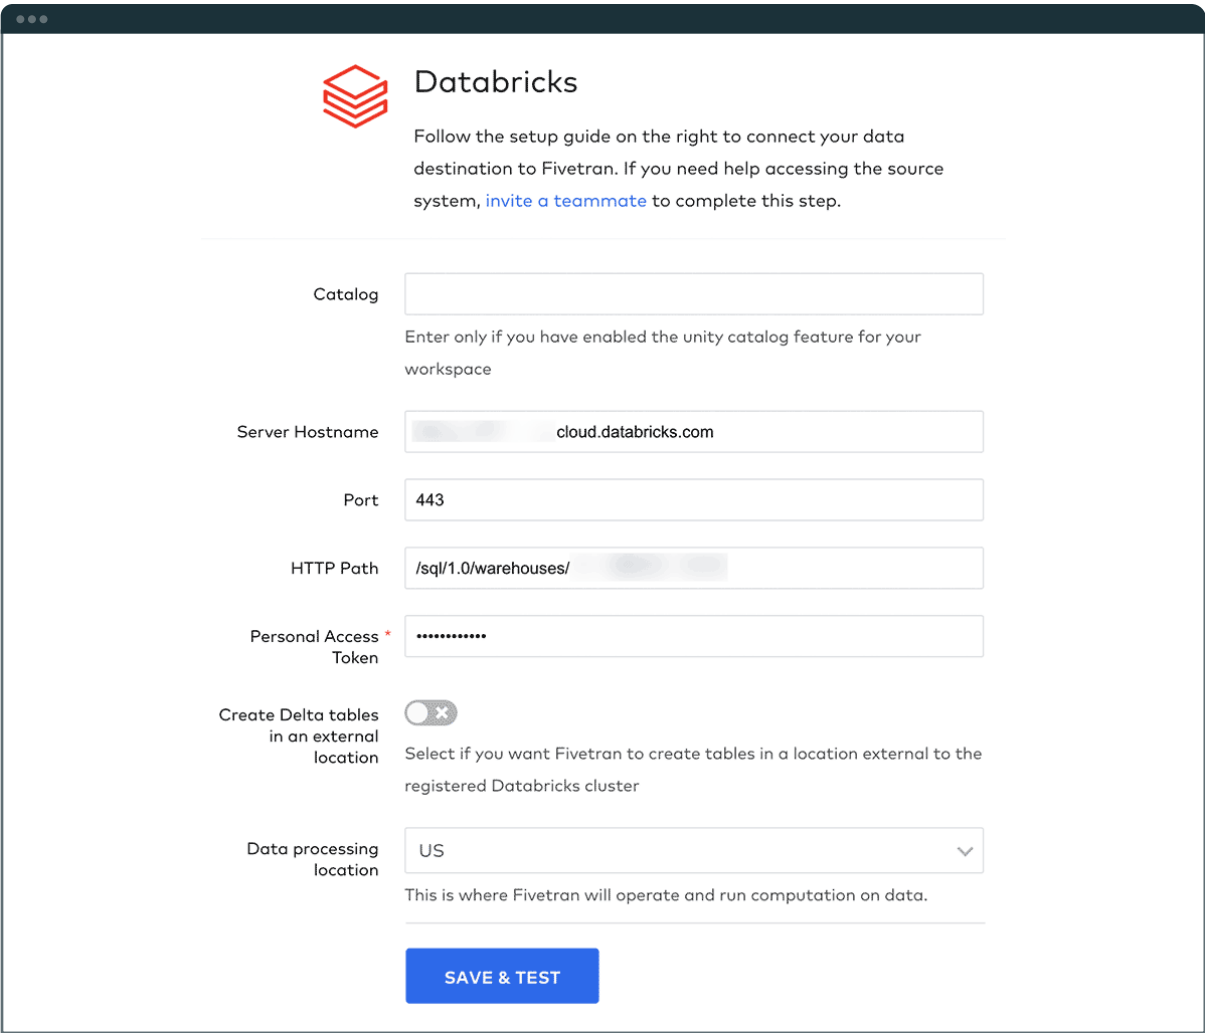 Databricks
Follow the setup guide on the right to connect your data
destination to Fivetran. If you need help accessing the source
system, invite a teammate to complete this step.
Catalog
Enter only if you have enabled the unity catalog feature for your
workspace
Server Hostname
cloud.databricks.com
Port
443
HTTP Path
/sql/1.0/warehouses/
Personal Access *
Token
••••••••••••
Create Delta tables
in an external
location
Select if you want Fivetran to create tables in a location external to the
registered Databricks cluster
Data processing
location
US
This is where Fivetran will operate and run computation on data.
SAVE & TEST